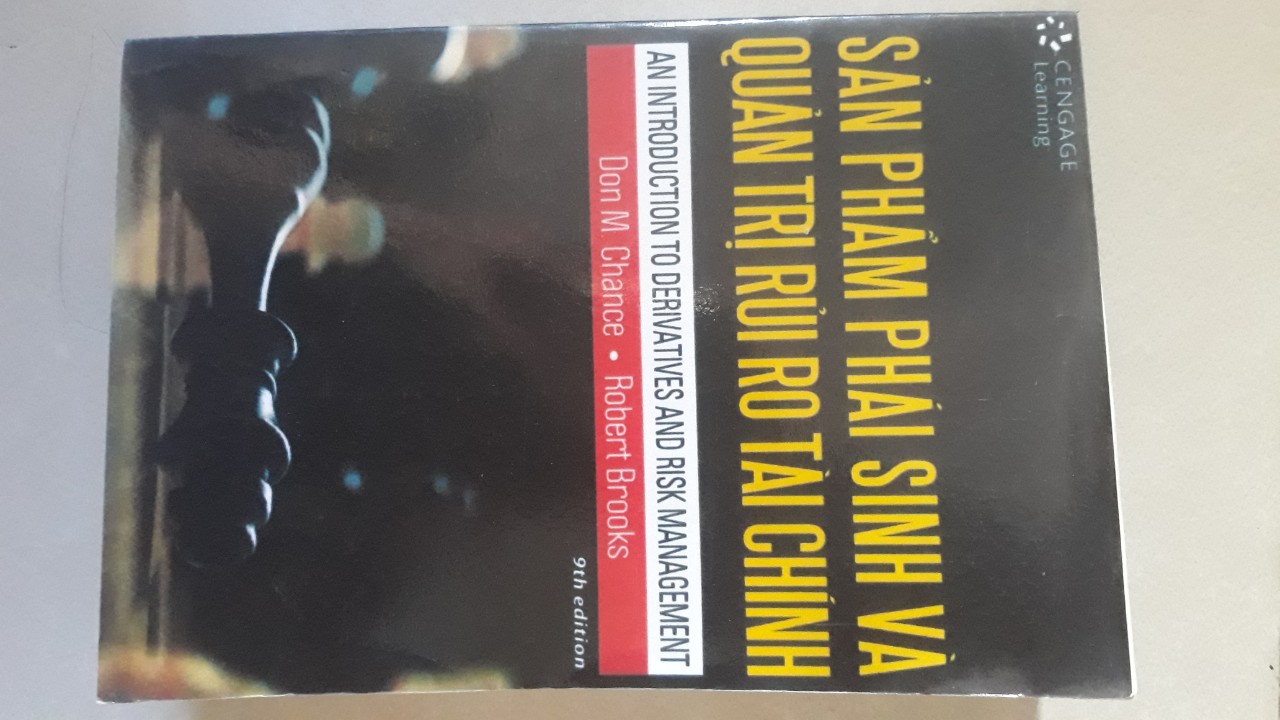 CENGAGE
Learning
SẢN PHẨM PHÁI SINH VÀ
QUẢN TRỊ RỦI RO TÀI CHÍNH
AN INTRODUCTION TO DERIVATIVES AND RISK MANAGEMENT
Don M. Chance • Robert Brooks
9th edition